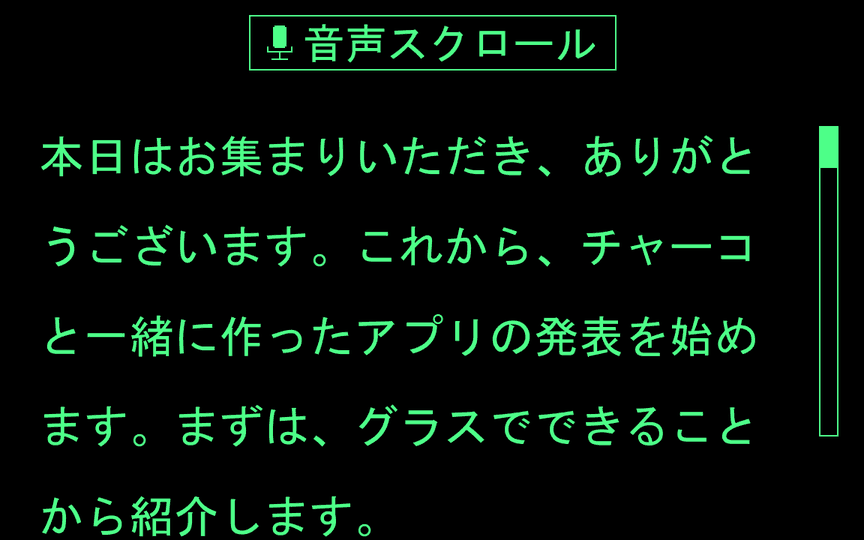 音声スクロール
本日はお集まりいただき、ありがと
うございます。これから、チャーコ
と一緒に作ったアプリの発表を始め
ます。まずは、グラスでできること
から紹介します。